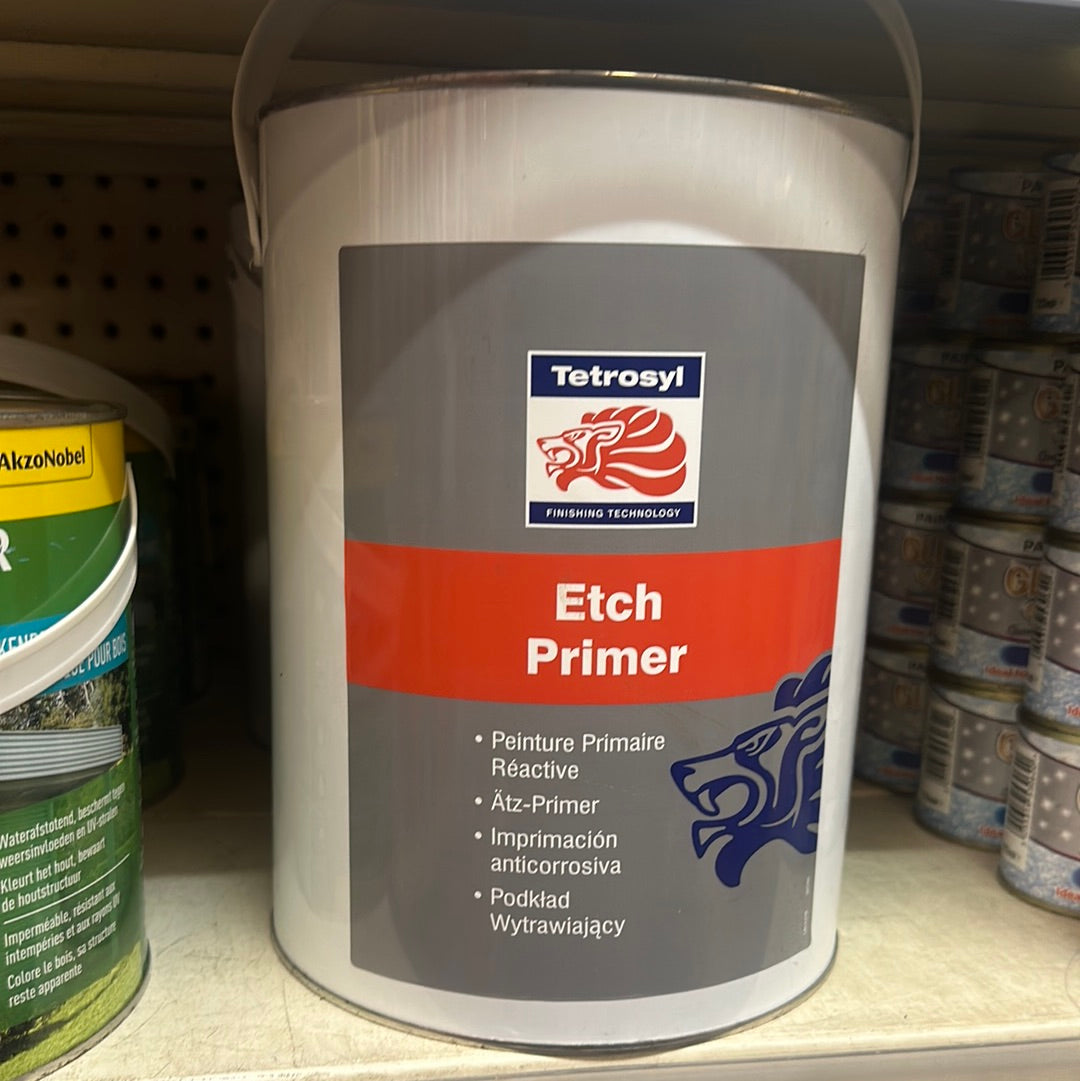 Tetrosyl
FINISHING TECHNOLOGY
Etch
Primer
• Peinture Primaire
Réactive
• Ätz-Primer
• Imprimación
anticorrosiva
• Podkład
Wytrawiający
AkzoNobel
R
POUR BOIS
Waterafstotend, beschermt tegen
weersinvloeden en UV-stralen
Kleurt het hout, bewaart
de houtstructuur
Imperméable, résistant aux
intempéries et aux rayons UV
Colore le bois, sa structure
reste apparente